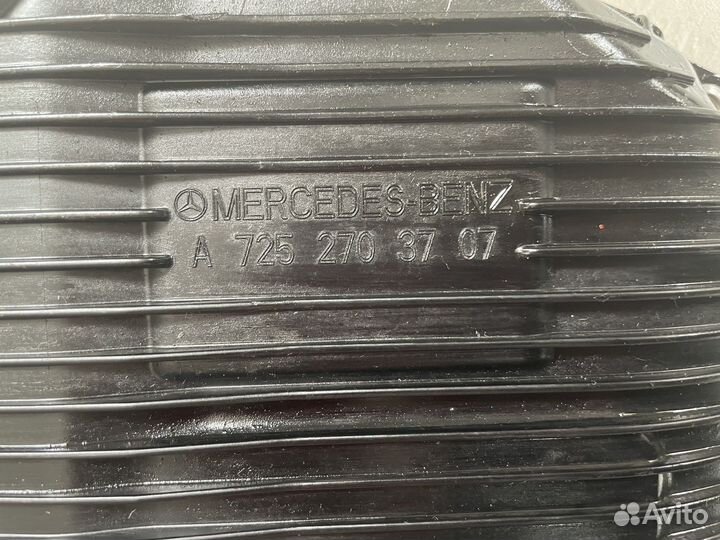 MERCEDES-BENZ
A 725 270 37 07
Avito